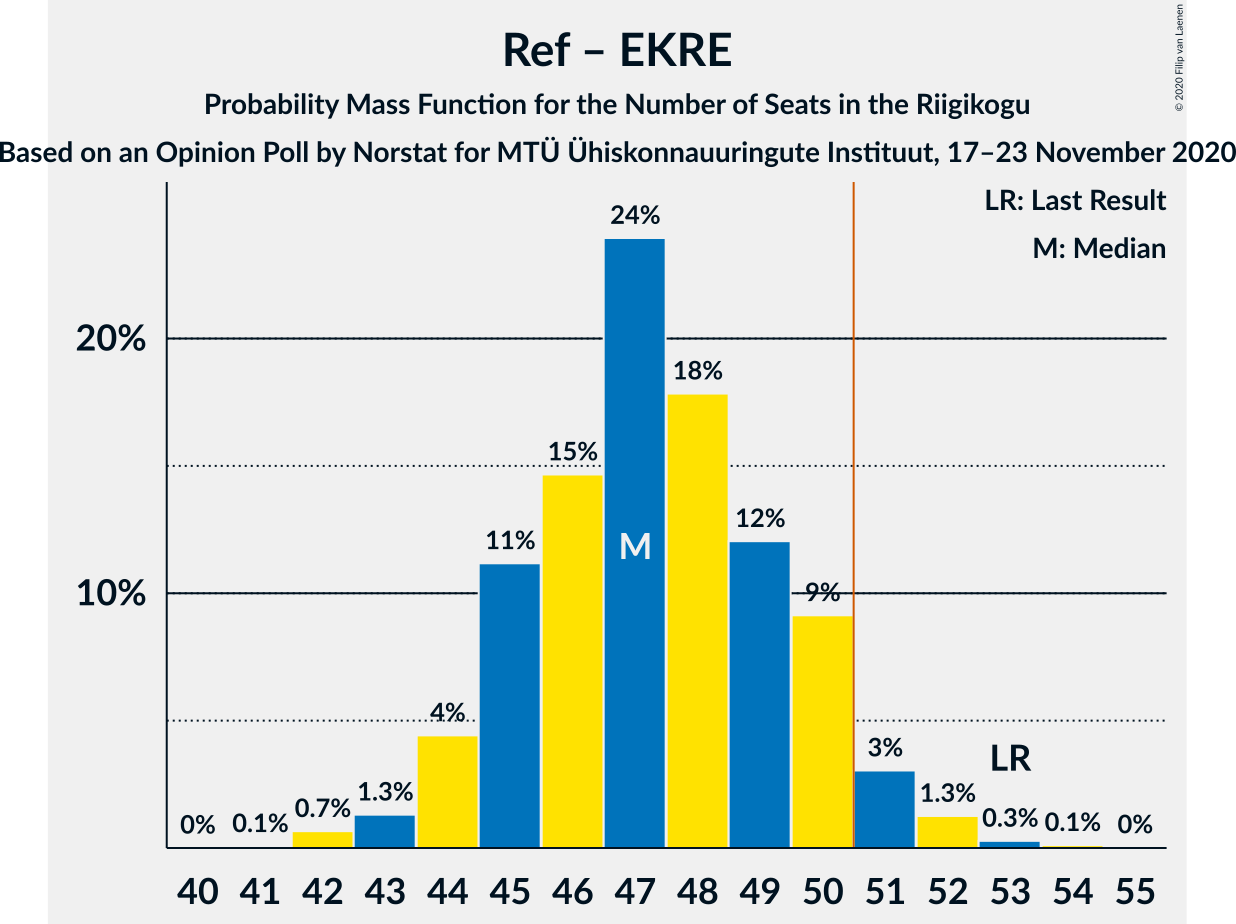 Ref – EKRE
Probability Mass Function for the Number of Seats in the Riigikogu
Based on an Opinion Poll by Norstat for MTÜ Ühiskonnauuringute Instituut, 17–23 November 2020
© 2020 Filip van Laenen
LR: Last Result
M: Median
20%
10%
0% 0.1% 0.7% 1.3% 4% 11% 15% 24% 18% 12% 9% 3% 1.3% 0.3% 0.1% 0%
M
LR
40 41 42 43 44 45 46 47 48 49 50 51 52 53 54 55